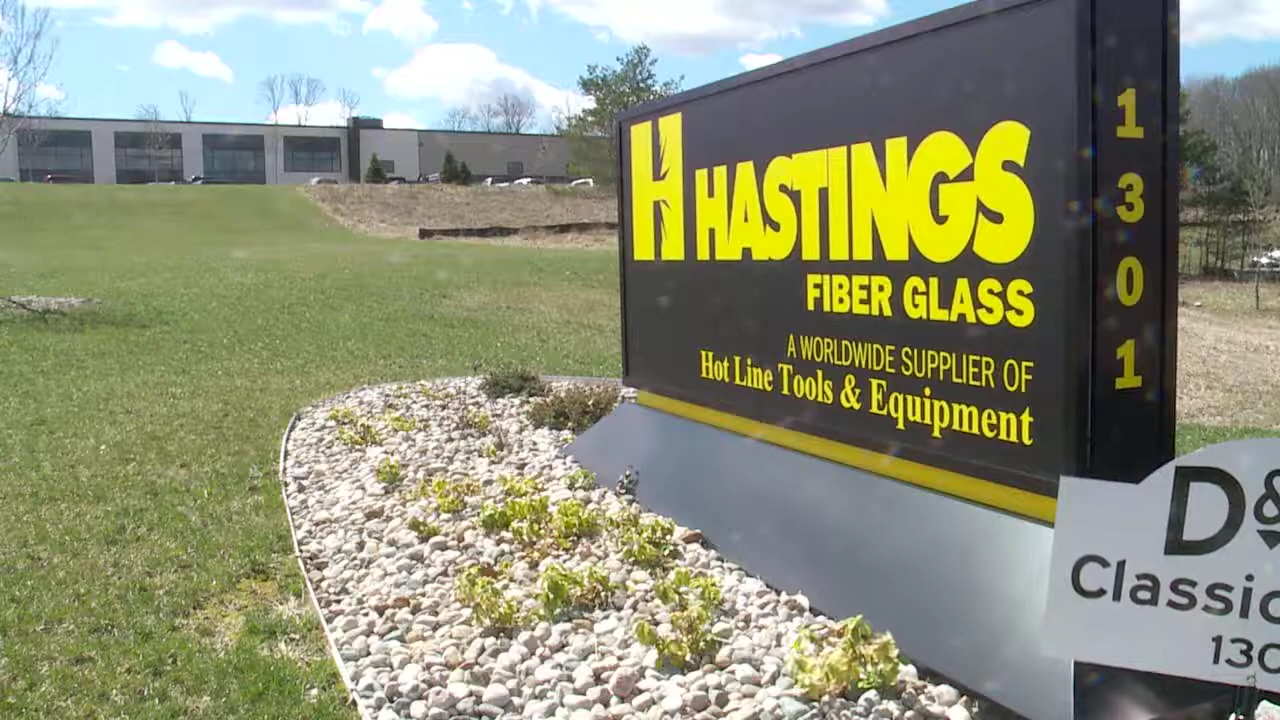 H HASTINGS
FIBER GLASS
A WORLDWIDE SUPPLIER OF
Hot Line Tools & Equipment
1
3
0
1
D&
Classic
130